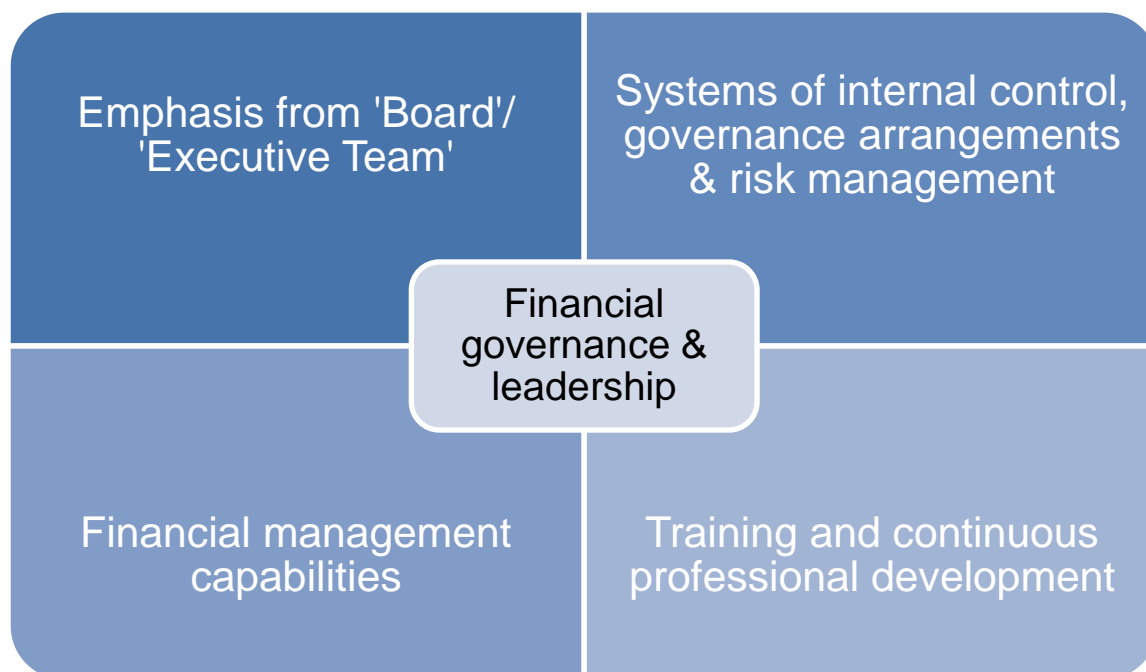 Emphasis from 'Board'/
'Executive Team'
Systems of internal control,
governance arrangements
& risk management
Financial
governance &
leadership
Financial management
capabilities
Training and continuous
professional development